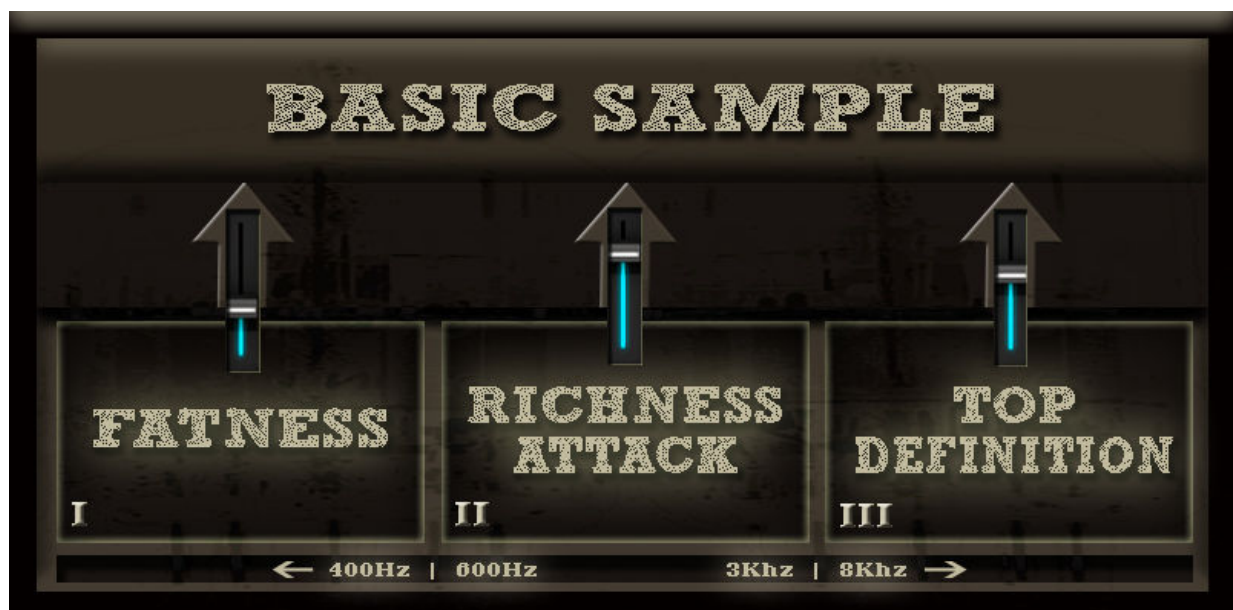 BASIC SAMPLE
FATNESS
RICHNESS
ATTACK
TOP
DEFINITION
I
II
III
← 400Hz | 600Hz 3Khz | 8Khz →